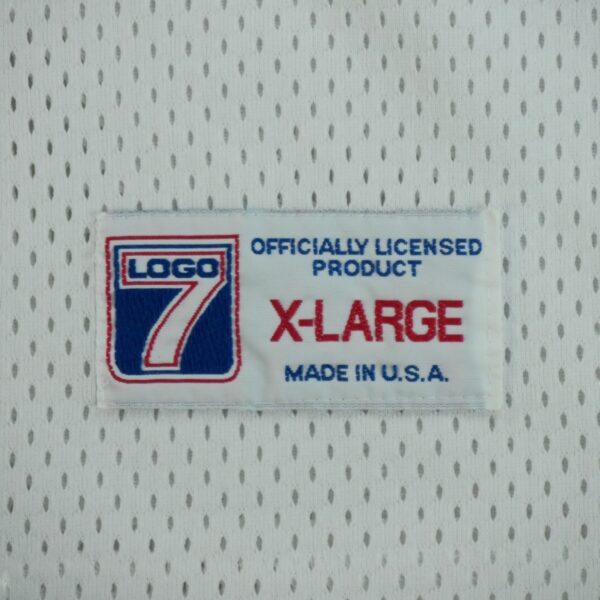 LOGO
7
OFFICIALLY LICENSED
PRODUCT
X-LARGE
MADE IN U.S.A.